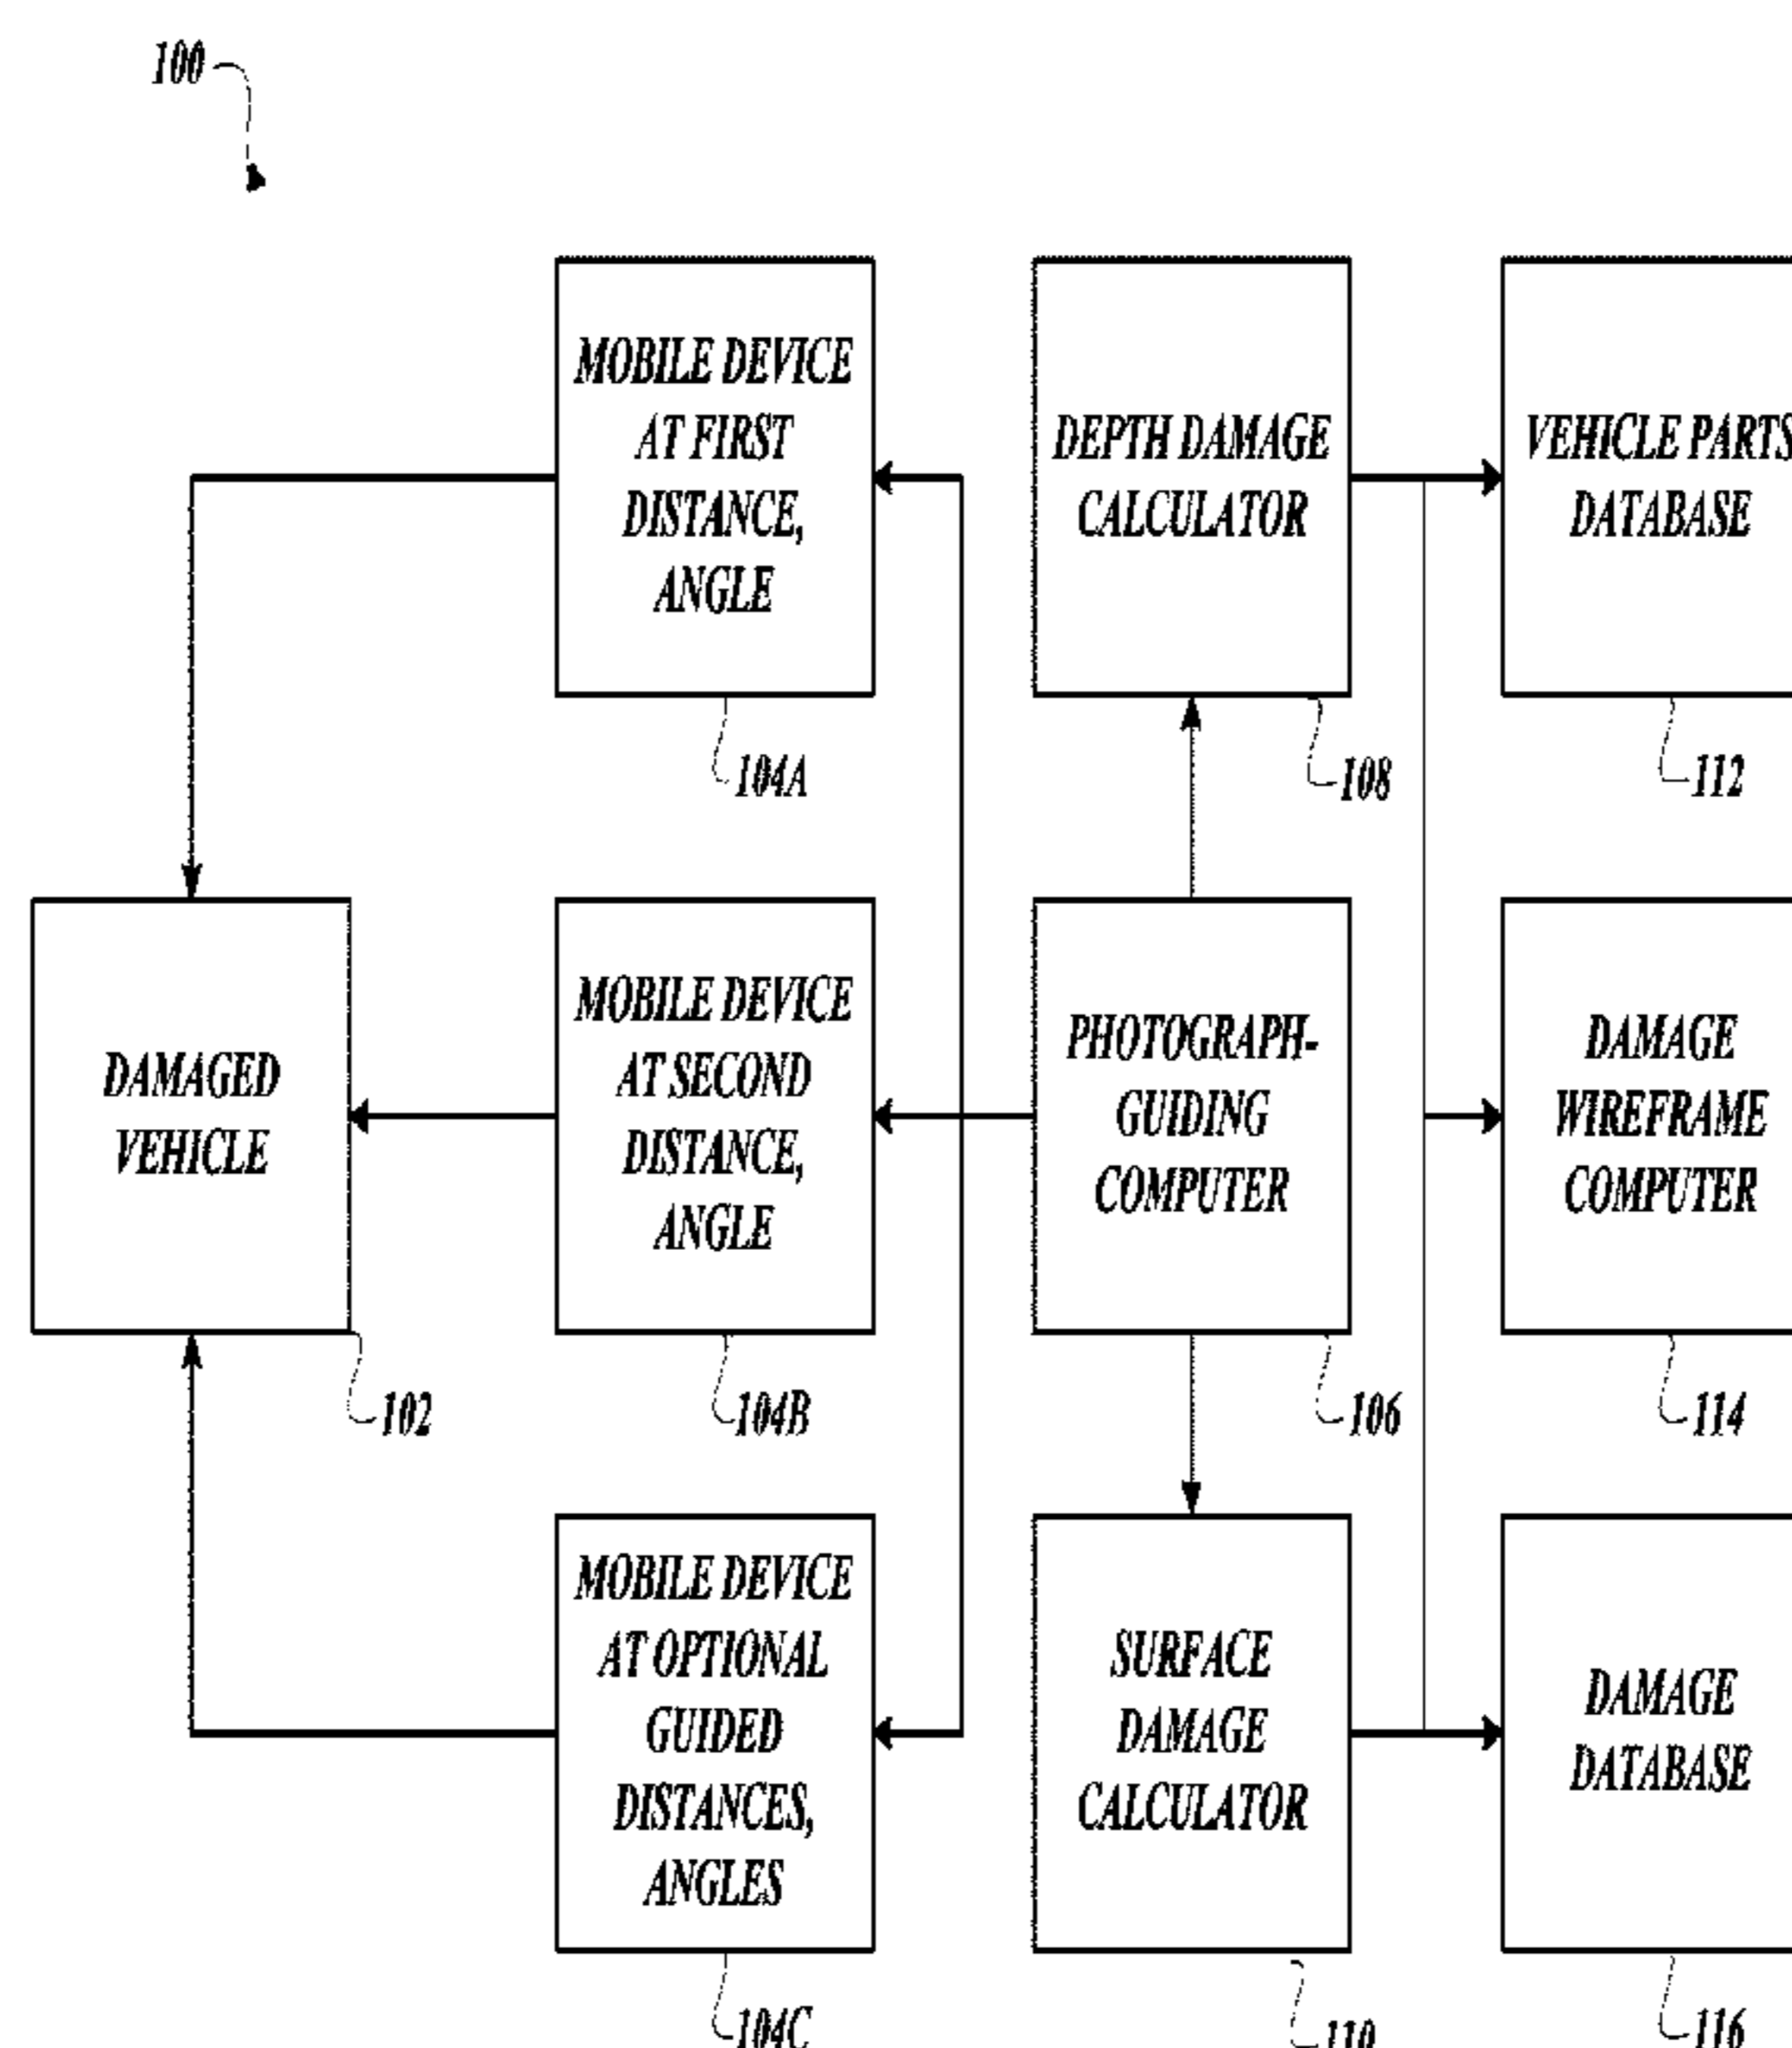 100
MOBILE DEVICE
AT FIRST
DISTANCE,
ANGLE
104A
DEPTH DAMAGE
CALCULATOR
108
VEHICLE PARTS
DATABASE
112
DAMAGED
VEHICLE
102
MOBILE DEVICE
AT SECOND
DISTANCE,
ANGLE
104B
PHOTOGRAPH-
GUIDING
COMPUTER
106
DAMAGE
WIREFRAME
COMPUTER
114
MOBILE DEVICE
AT OPTIONAL
GUIDED
DISTANCES,
ANGLES
104C
SURFACE
DAMAGE
CALCULATOR
110
DAMAGE
DATABASE
116